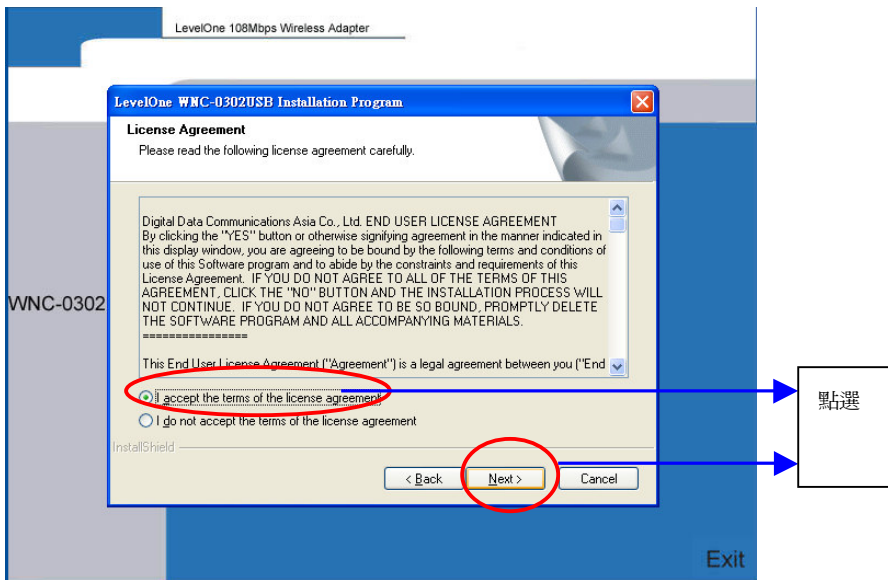 LevelOne 108Mbps Wireless Adapter
LevelOne WNC-0302USB Installation Program
License Agreement
Please read the following license agreement carefully.
Digital Data Communications Asia Co., Ltd. END USER LICENSE AGREEMENT
By clicking the "YES" button or otherwise signifying agreement in the manner indicated in
this display window, you are agreeing to be bound by the following terms and conditions of
use of this Software program and to abide by the constraints and requirements of this
License Agreement.  IF YOU DO NOT AGREE TO ALL OF THE TERMS OF THIS
AGREEMENT, CLICK THE "NO" BUTTON AND THE INSTALLATION PROCESS WILL
NOT CONTINUE.  IF YOU DO NOT AGREE TO BE SO BOUND, PROMPTLY DELETE
THE SOFTWARE PROGRAM AND ALL ACCOMPANYING MATERIALS.
================
This End User License Agreement ("Agreement") is a legal agreement between you ("End
WNC-0302
I accept the terms of the license agreement
I do not accept the terms of the license agreement
點選
InstallShield
< Back
Next >
Cancel
Exit